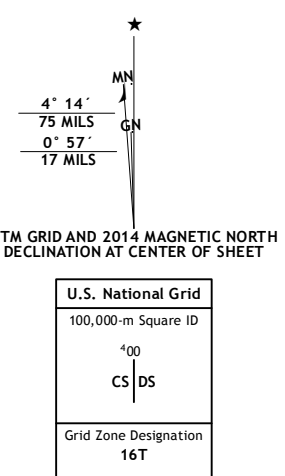 ★
MN
4° 14´
75 MILS
GN
0° 57´
17 MILS
TM GRID AND 2014 MAGNETIC NORTH
DECLINATION AT CENTER OF SHEET
U.S. National Grid
100,000-m Square ID
⁴00
CS DS
Grid Zone Designation
16T